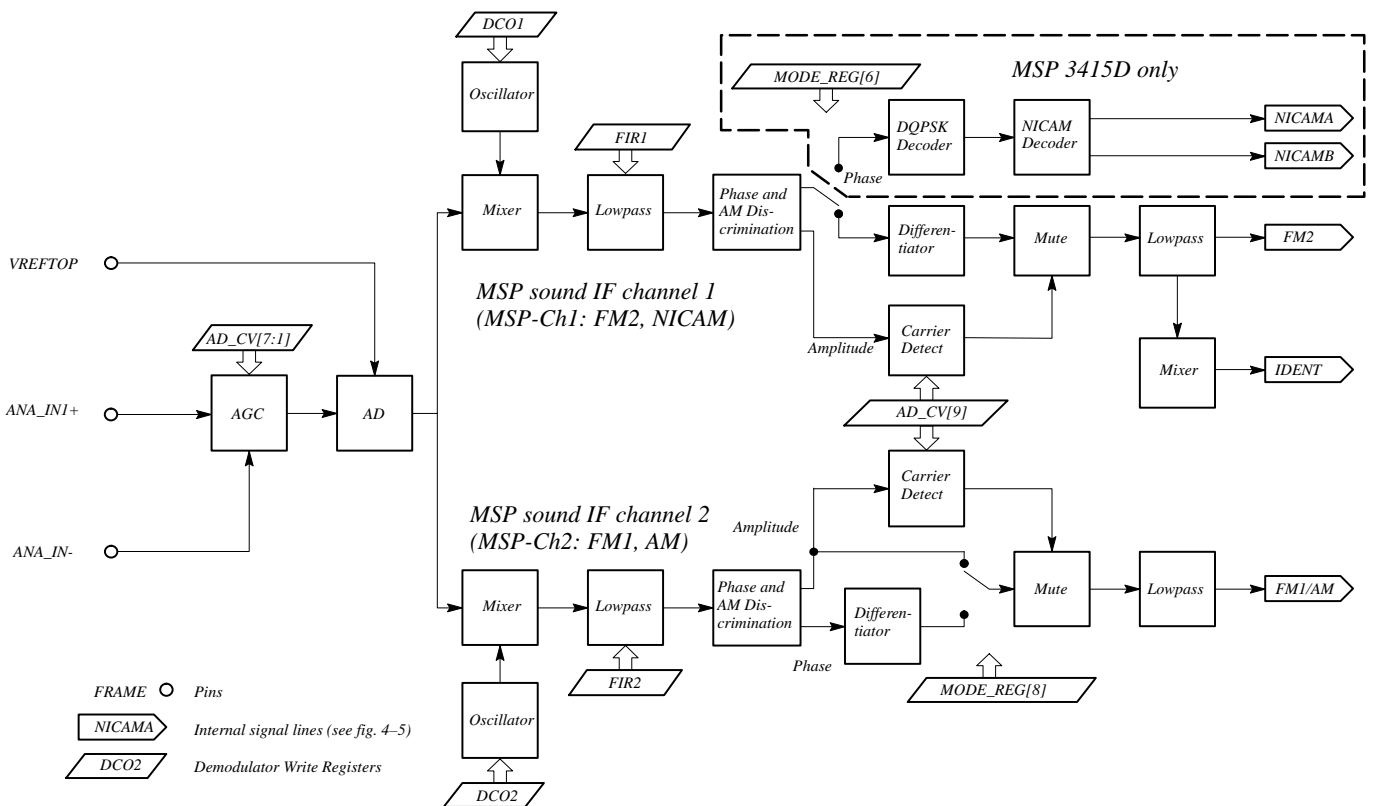 DCO1
Oscillator
MODE_REG[6]
MSP 3415D only
DQPSK
Decoder
NICAM
Decoder
NICAMA
NICAMB
FIR1
Phase
Mixer
Lowpass
Phase and
AM Dis-
crimination
Differen-
tiator
Mute
Lowpass
FM2
VREFTOP
MSP sound IF channel 1
(MSP-Ch1: FM2, NICAM)
AD_CV[7:1]
Amplitude
Carrier
Detect
Mixer
IDENT
ANA_IN1+
AGC
AD
AD_CV[9]
MSP sound IF channel 2
(MSP-Ch2: FM1, AM)
Amplitude
Carrier
Detect
ANA_IN-
Mixer
Lowpass
Phase and
AM Dis-
crimination
Differen-
tiator
Mute
Lowpass
FM1/AM
Phase
FIR2
MODE_REG[8]
FRAME
Pins
NICAMA
Internal signal lines (see fig. 4–5)
Oscillator
DCO2
Demodulator Write Registers
DCO2